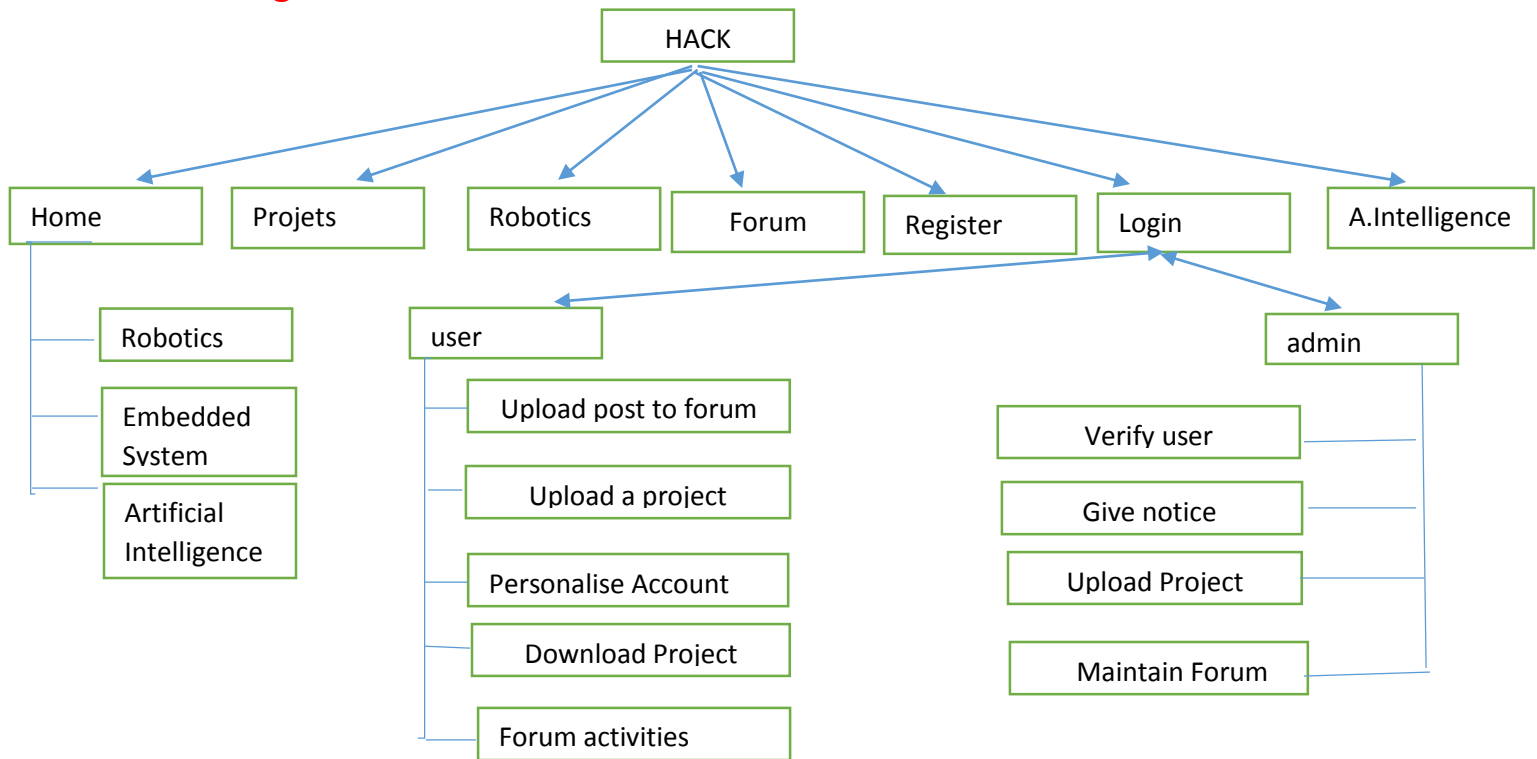 HACK
Home
Projets
Robotics
Forum
Register
Login
A.Intelligence
Robotics
Embedded
System
Artificial
Intelligence
user
Upload post to forum
Upload a project
Personalise Account
Download Project
Forum activities
admin
Verify user
Give notice
Upload Project
Maintain Forum